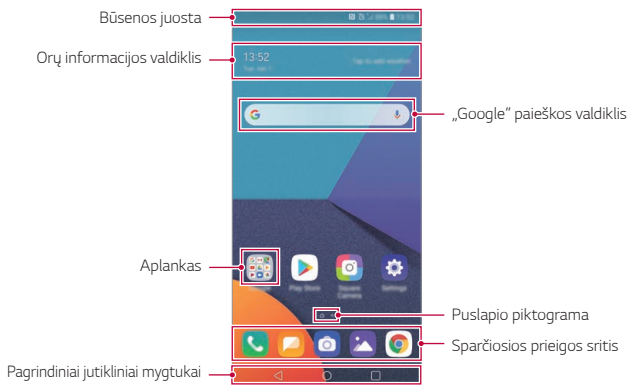 Būsenos juosta
Orų informacijos valdiklis
13:52
„Google“ paieškos valdiklis
Aplankas
Play Store
Square
Camera
Settings
Puslapio piktograma
Sparčiosios prieigos sritis
Pagrindiniai jutikliniai mygtukai